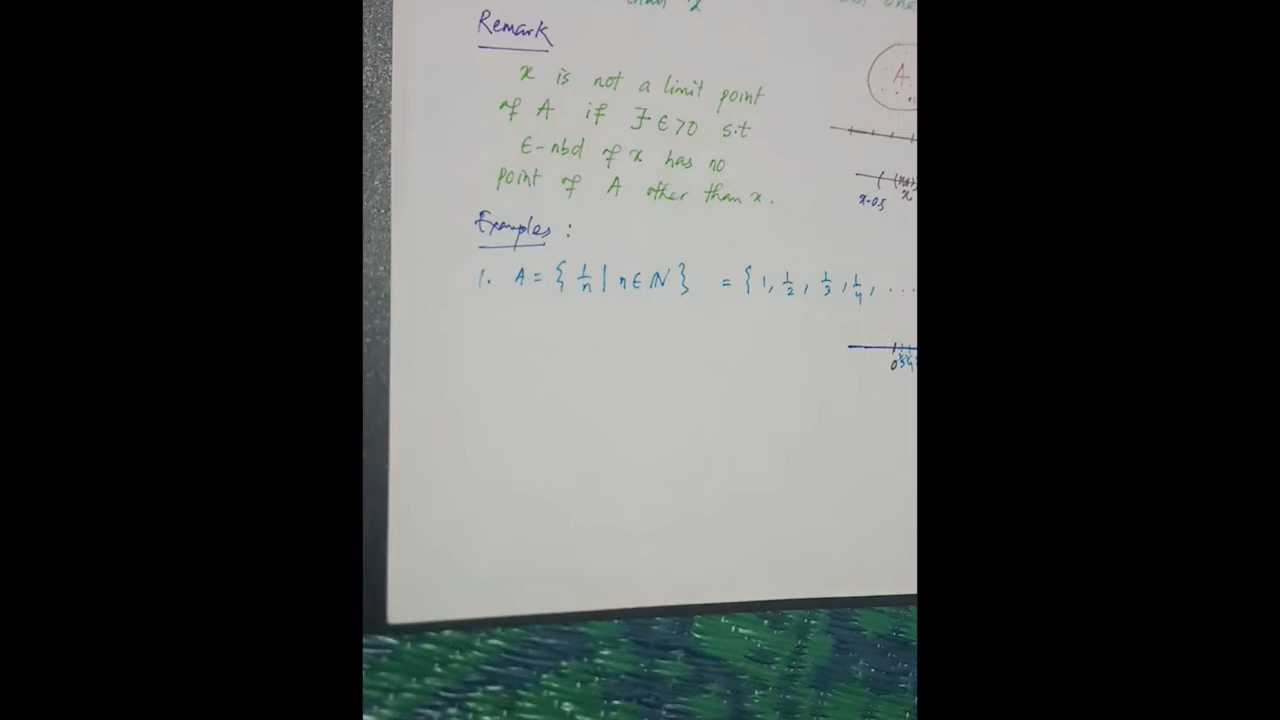 x
Remark
x is not a limit point
of A if ∃ ε>0 s.t
ε-nbd of x has no
point of A other than x.
Examples :
1. A = { 1/n | n ∈ ℕ } = { 1, 1/2, 1/3, 1/4, ...
A
x-0.5
x
0